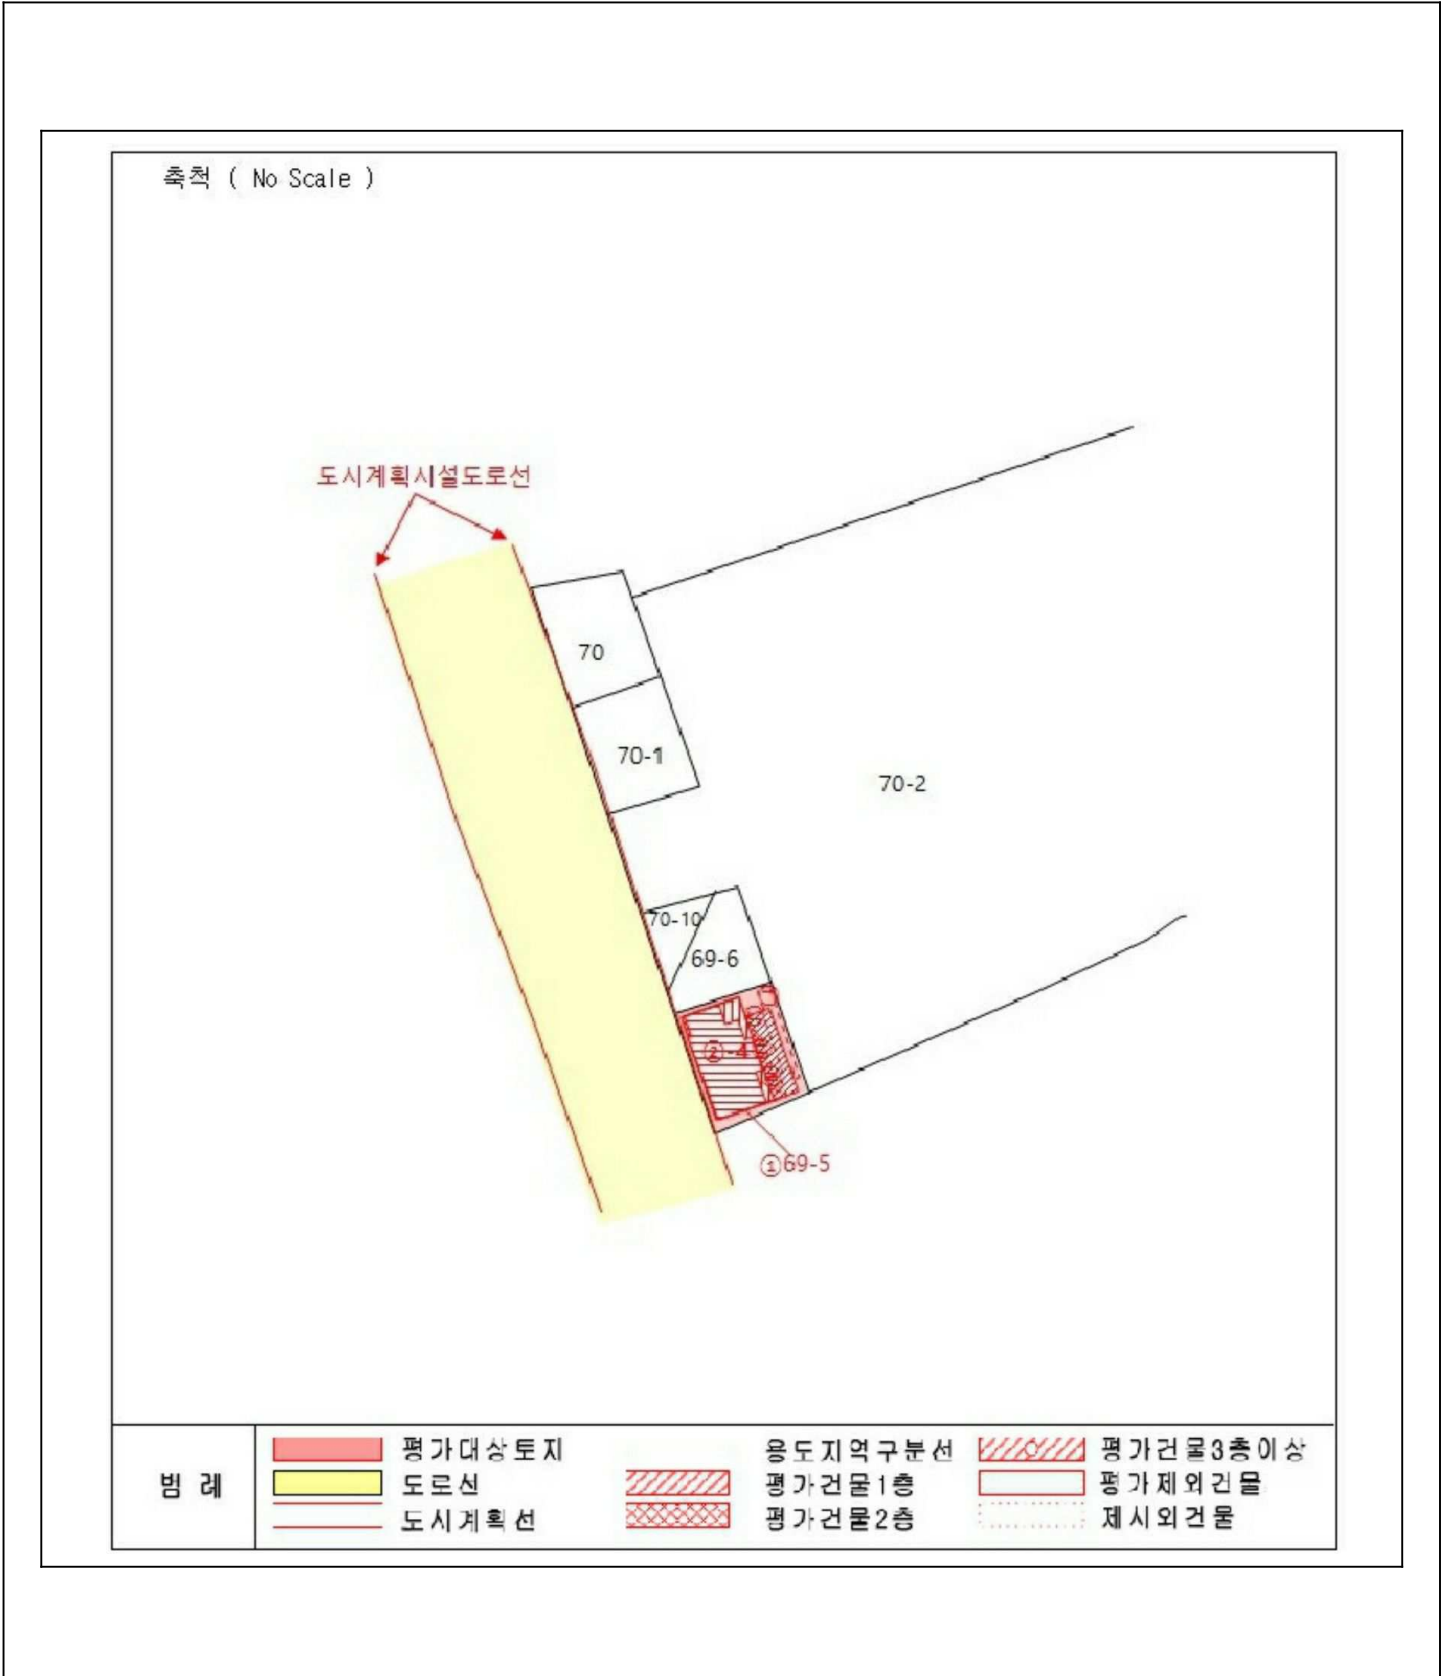 축척 ( No Scale )
도시계획시설도로선
70
70-1
70-2
70-10
69-6
②-4
①69-5
범 례
평가대상토지
용도지역구분선
평가건물3층이상
도로선
평가건물1층
평가제외건물
도시계획선
평가건물2층
제시외건물